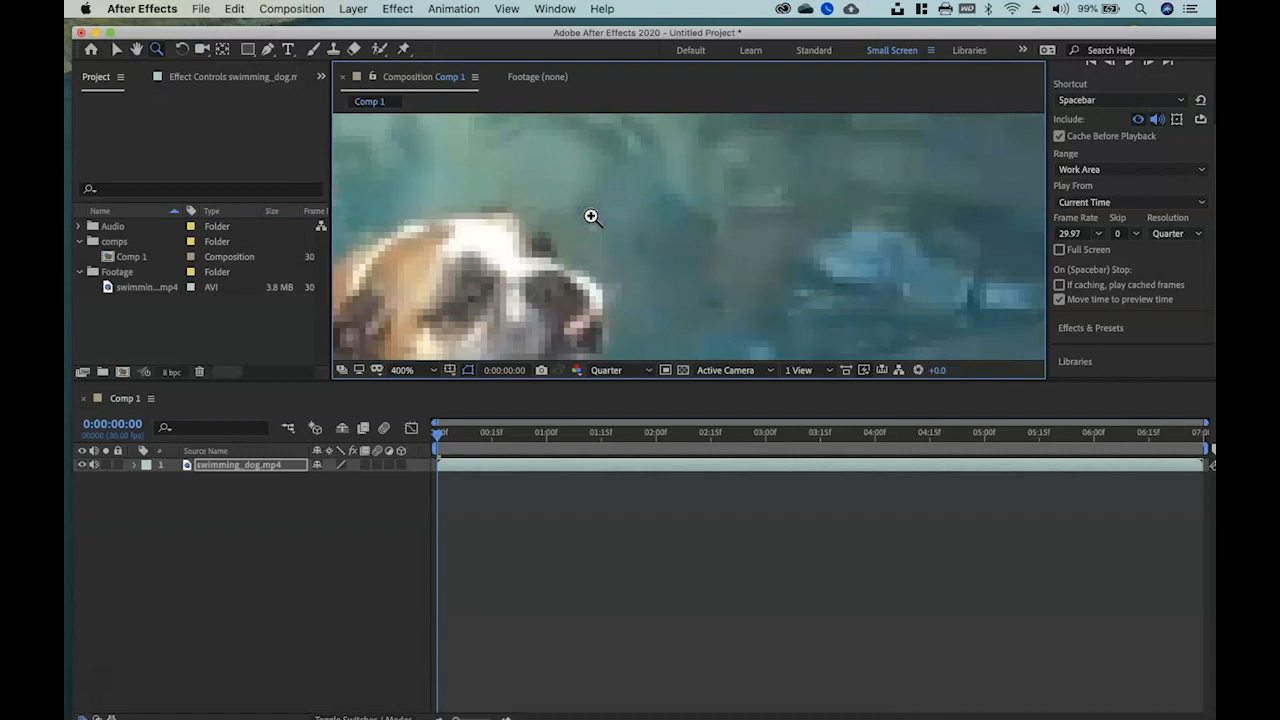 After Effects File Edit Composition Layer Effect Animation View Window Help 99%
Adobe After Effects 2020 - Untitled Project *
Default Learn Standard Small Screen Libraries Search Help
Project Effect Controls swimming_dog.m
Composition Comp 1 Footage (none)
Comp 1
Shortcut
Spacebar
Include:
Cache Before Playback
Range
Work Area
Play From
Current Time
Frame Rate Skip Resolution
29.97 0 Quarter
Full Screen
On (Spacebar) Stop:
If caching, play cached frames
Move time to preview time
Effects & Presets
Libraries
Name Type Size Frame
Audio Folder
comps Folder
Comp 1 Composition 30
Footage Folder
swimmin...mp4 AVI 3.8 MB 30
8 bpc
400% 0:00:00:00 Quarter Active Camera 1 View +0.0
Comp 1
0:00:00:00
00000 (30.00 fps)
00:15f 01:00f 01:15f 02:00f 02:15f 03:00f 03:15f 04:00f 04:15f 05:00f 05:15f 06:00f 06:15f
# Source Name
1 swimming_dog.mp4
Toggle Switches / Modes